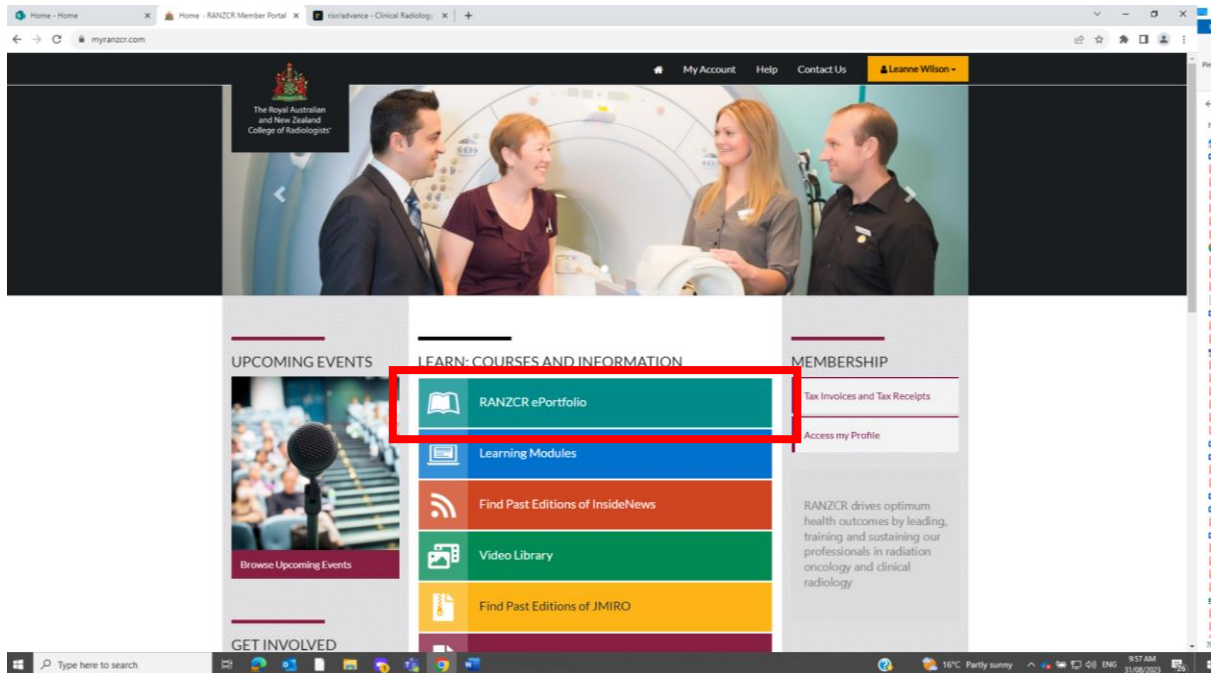 Home - Home
Home - RANZCR Member Portal
risr/advance - Clinical Radiology
myranzcr.com
My Account
Help
Contact Us
Leanne Wilson
The Royal Australian
and New Zealand
College of Radiologists®
UPCOMING EVENTS
Browse Upcoming Events
GET INVOLVED
LEARN: COURSES AND INFORMATION
RANZCR ePortfolio
Learning Modules
Find Past Editions of InsideNews
Video Library
Find Past Editions of JMIRO
MEMBERSHIP
Tax Invoices and Tax Receipts
Access my Profile
RANZCR drives optimum
health outcomes by leading,
training and sustaining our
professionals in radiation
oncology and clinical
radiology
Type here to search
16°C Partly sunny
ENG
9:57 AM
31/08/2023